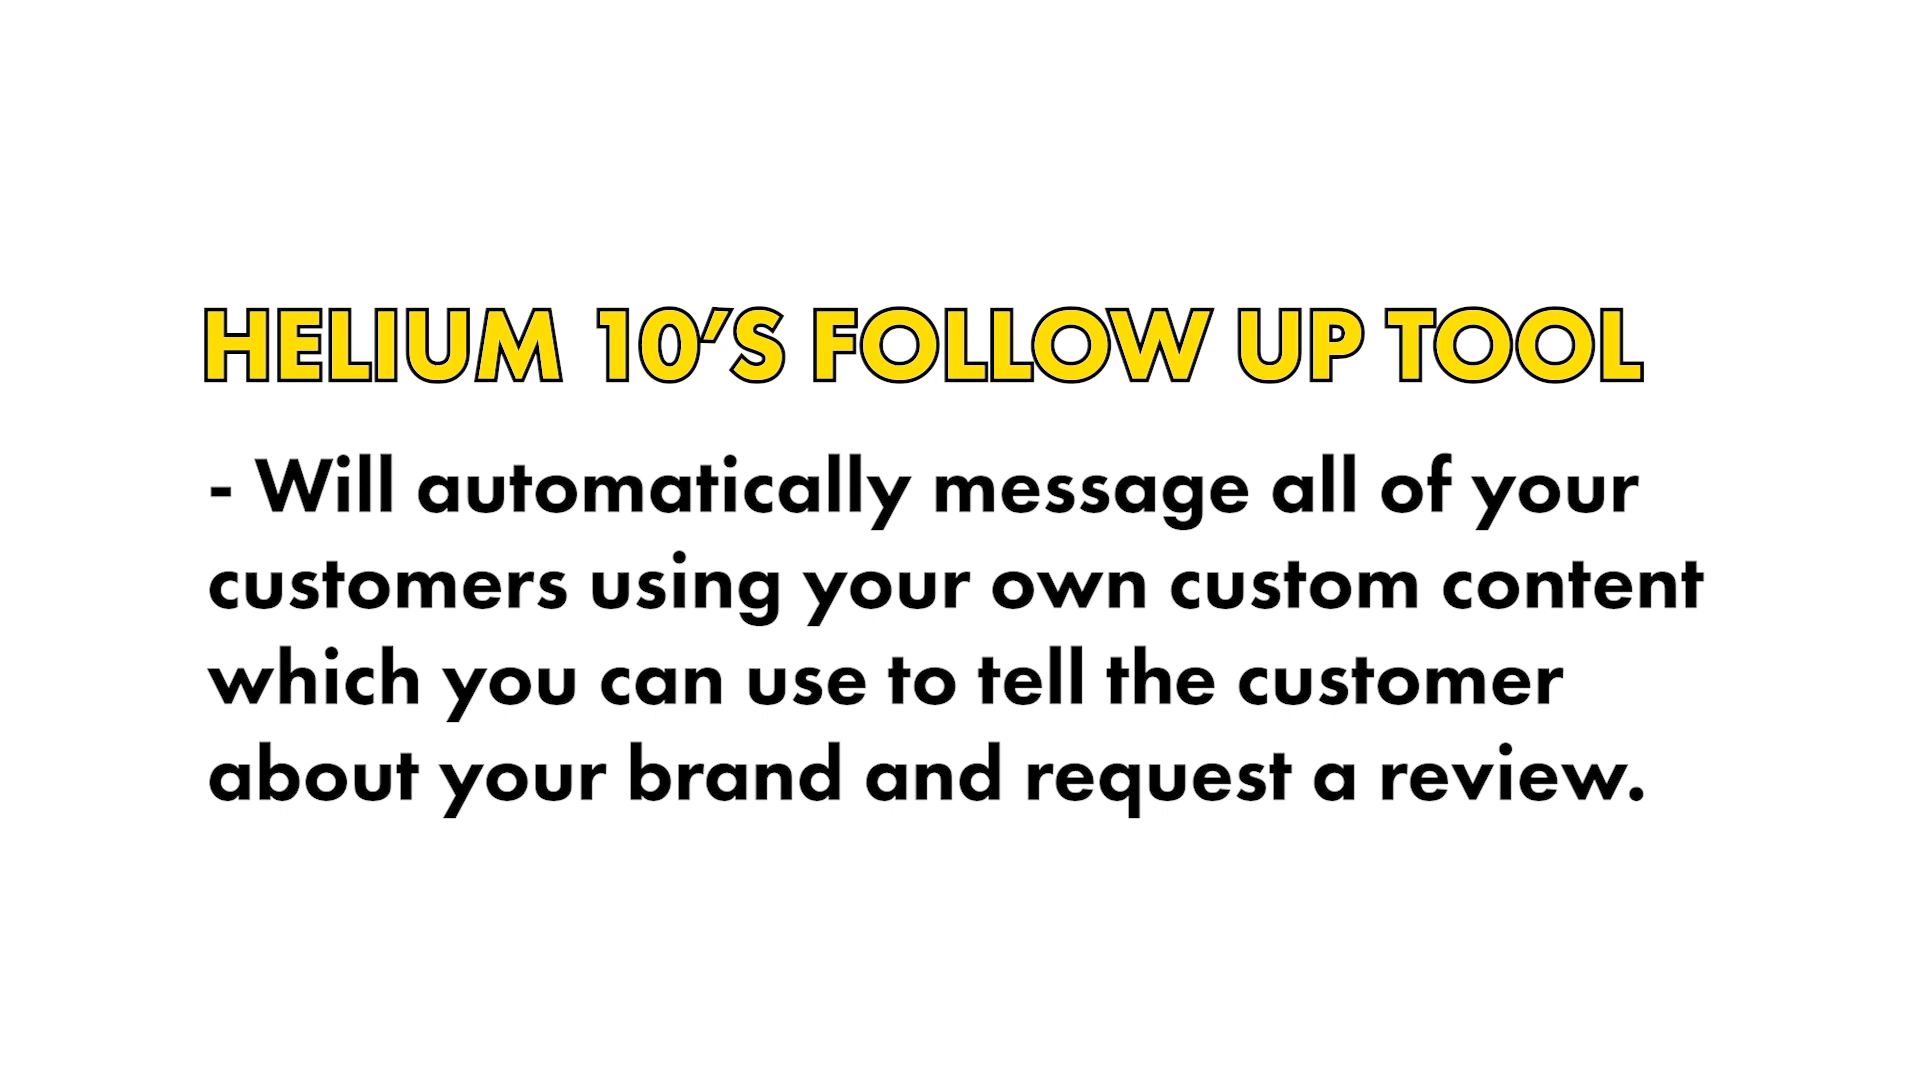 HELIUM 10’S FOLLOW UP TOOL
- Will automatically message all of your
customers using your own custom content
which you can use to tell the customer
about your brand and request a review.